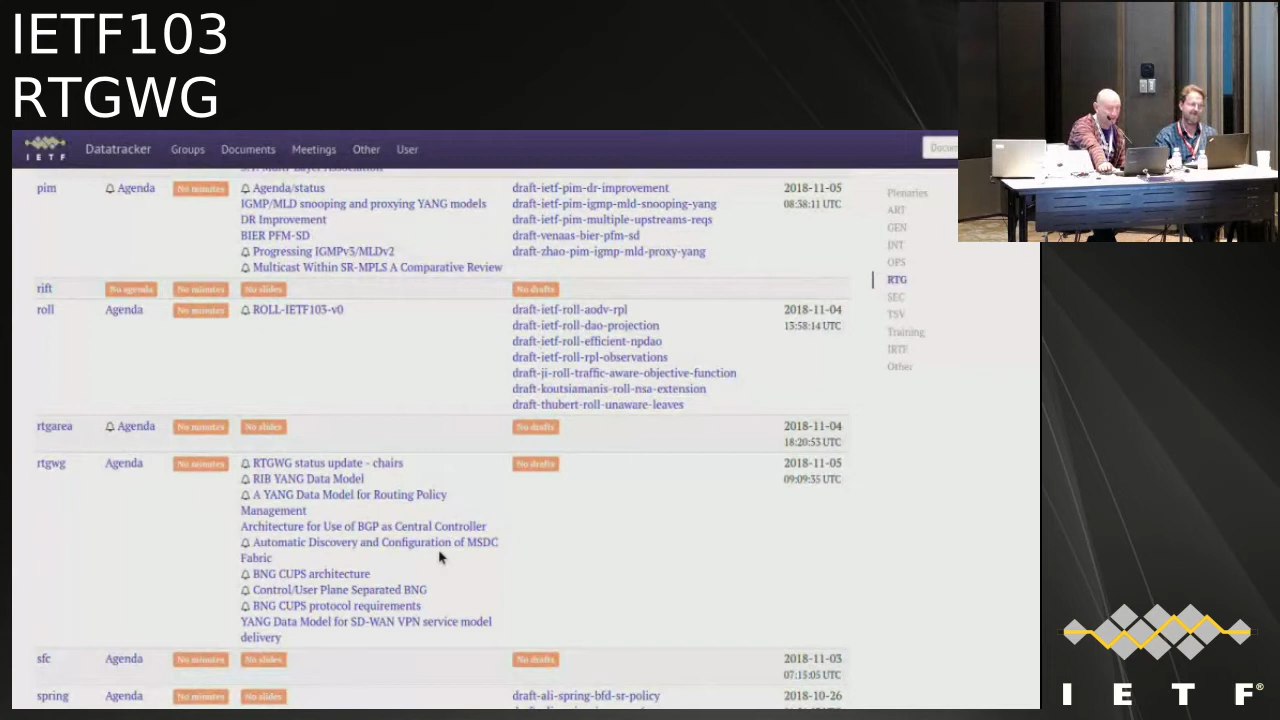 IETF103
RTGWG
IETF
Datatracker Groups Documents Meetings Other User
pim Agenda No minutes Agenda/status draft-ietf-pim-dr-improvement 2018-11-05
IGMP/MLD snooping and proxying YANG models draft-ietf-pim-igmp-mld-snooping-yang 08:38:11 UTC
DR Improvement draft-ietf-pim-multiple-upstreams-reqs
BIER PFM-SD draft-venaas-bier-pfm-sd
Progressing IGMPv3/MLDv2 draft-zhao-pim-igmp-mld-proxy-yang
Multicast Within SR-MPLS A Comparative Review
rift No agenda No minutes No slides No drafts
roll Agenda No minutes ROLL-IETF103-v0 draft-ietf-roll-aodv-rpl 2018-11-04
draft-ietf-roll-dao-projection 13:58:14 UTC
draft-ietf-roll-efficient-npdao
draft-ietf-roll-rpl-observations
draft-ji-roll-traffic-aware-objective-function
draft-koutsiamanis-roll-nsa-extension
draft-thubert-roll-unaware-leaves
rtgarea Agenda No minutes No slides No drafts 2018-11-04
18:20:53 UTC
rtgwg Agenda No minutes RTGWG status update - chairs No drafts 2018-11-05
RIB YANG Data Model 09:09:35 UTC
A YANG Data Model for Routing Policy
Management
Architecture for Use of BGP as Central Controller
Automatic Discovery and Configuration of MSDC
Fabric
BNG CUPS architecture
Control/User Plane Separated BNG
BNG CUPS protocol requirements
YANG Data Model for SD-WAN VPN service model
delivery
sfc Agenda No minutes No slides No drafts 2018-11-03
07:15:05 UTC
spring Agenda No minutes No slides draft-ali-spring-bfd-sr-policy 2018-10-26
Plenaries
ART
GEN
INT
OPS
RTG
SEC
TSV
Training
IRTF
Other
I E T F®